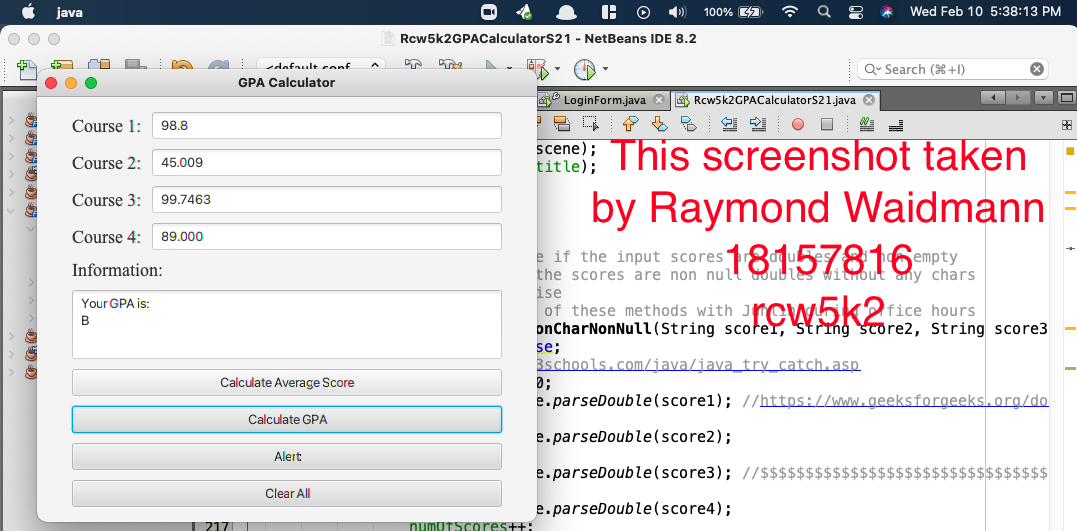 java
100%
Wed Feb 10 5:38:13 PM
Rcw5k2GPACalculatorS21 - NetBeans IDE 8.2
<default conf
Search (⌘+I)
GPA Calculator
LoginForm.java
Rcw5k2GPACalculatorS21.java
Course 1:
98.8
Course 2:
45.009
Course 3:
99.7463
Course 4:
89.000
Information:
Your GPA is:
B
Calculate Average Score
Calculate GPA
Alert
Clear All
scene);
title);
This screenshot taken
by Raymond Waidmann
18157816
rcw5k2
e if the input scores are doubles and non empty
the scores are non null doubles without any chars
ise
of these methods with during office hours
onCharNonNull(String score1, String score2, String score3
se;
3schools.com/java/java_try_catch.asp
0;
e.parseDouble(score1); //https://www.geeksforgeeks.org/do
e.parseDouble(score2);
e.parseDouble(score3); //$$$$$$$$$$$$$$$$$$$$$$$$$$$$$$$$
e.parseDouble(score4);
217
numOfScores++;